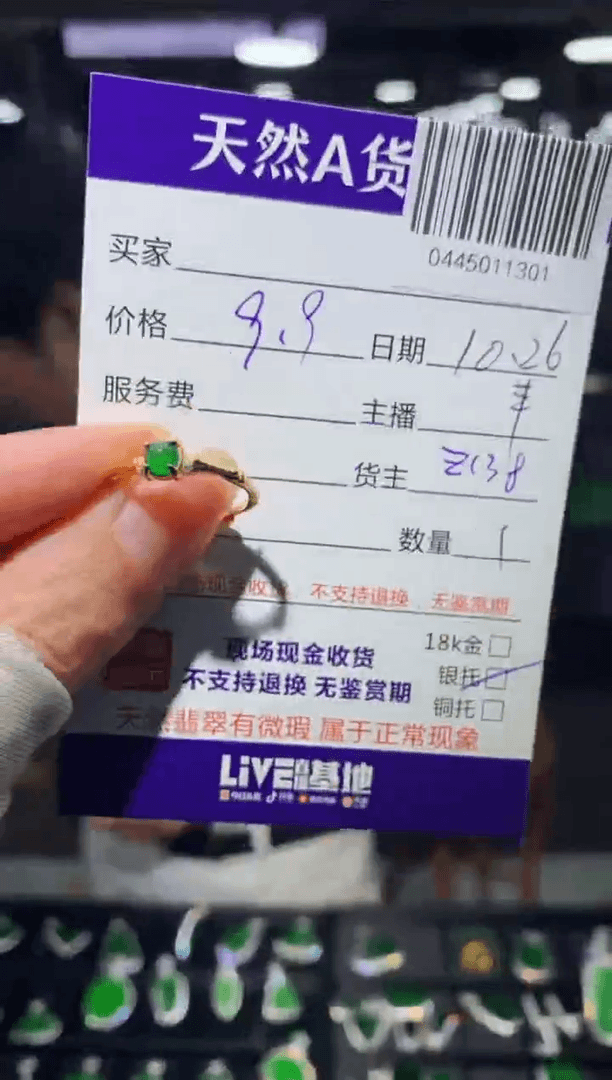 天然A货
0445011301
买家
价格 9.9 日期 10.26
服务费 主播
货主 Z138
数量 1
不支持退换，无鉴赏期
18k金
现场现金收货
银托
不支持退换 无鉴赏期
铜托
翡翠有微瑕 属于正常现象
LIVE 基地